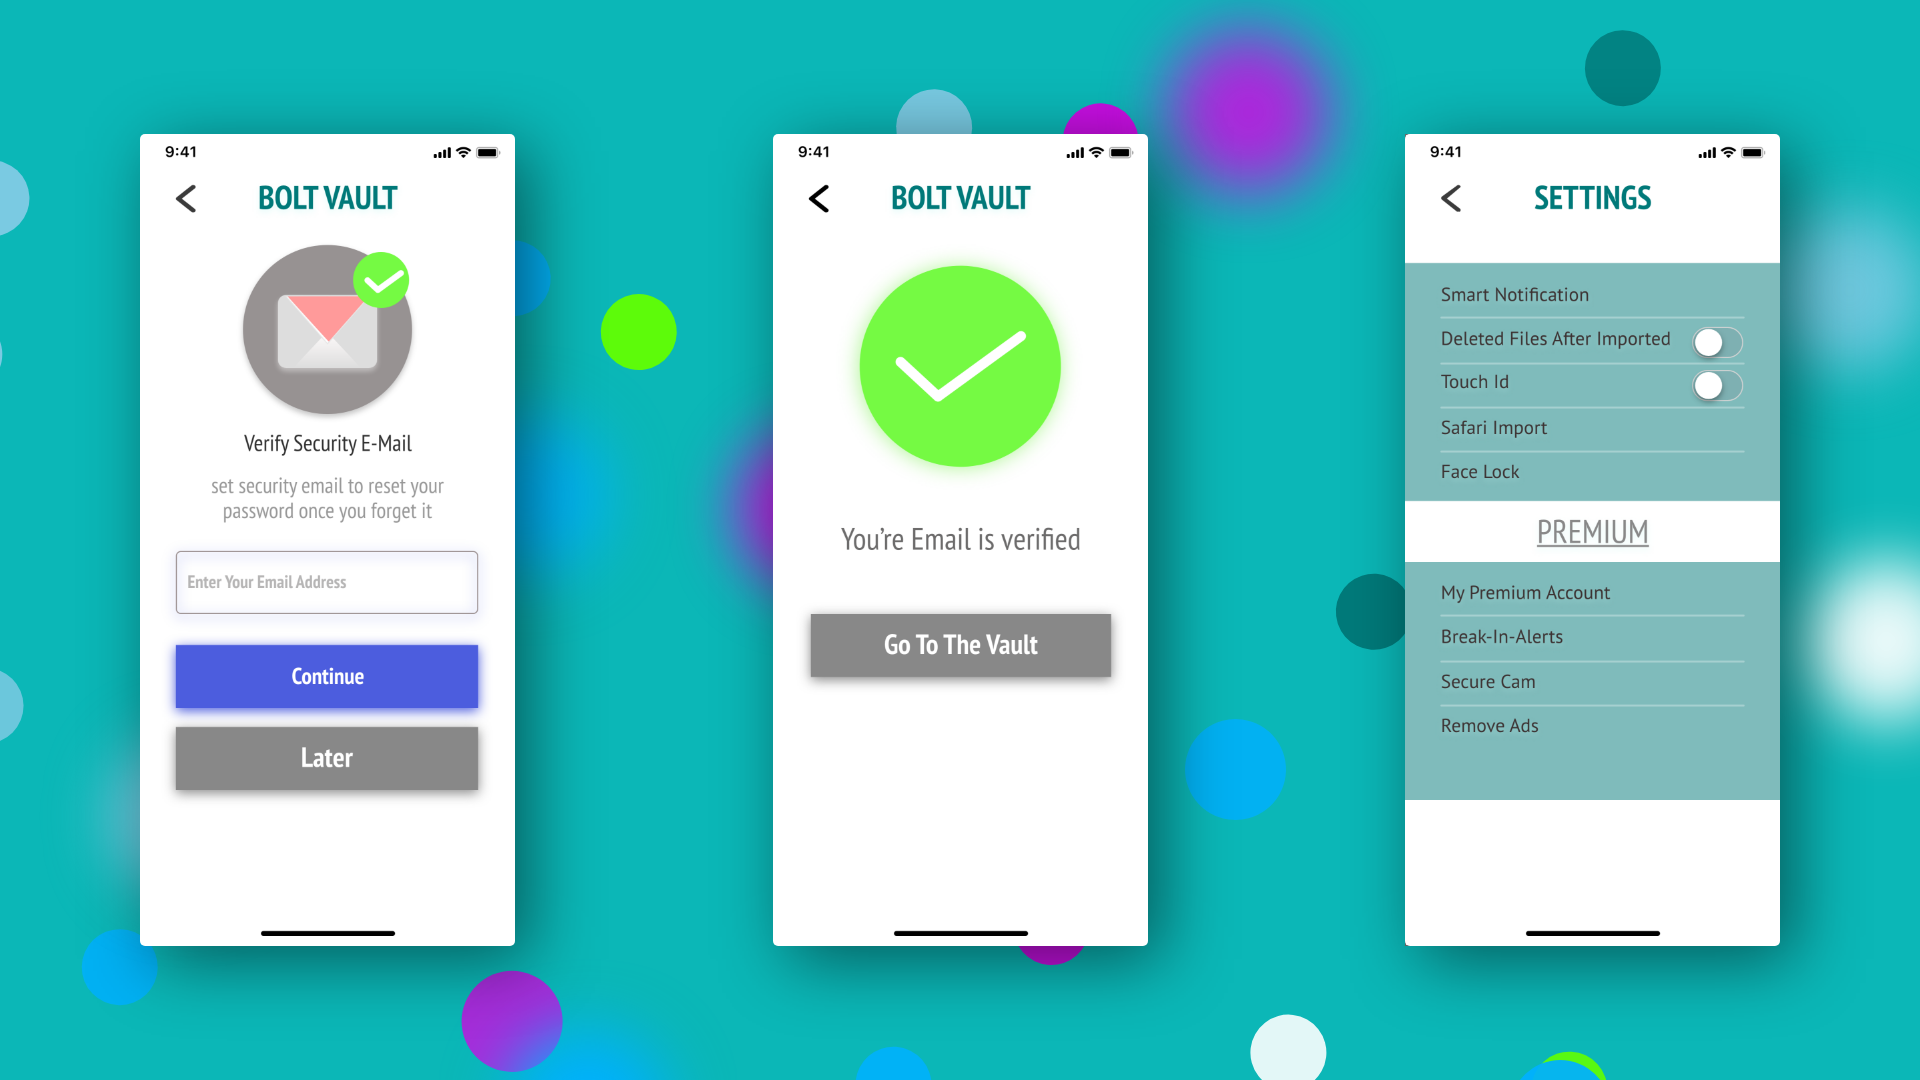 9:41
BOLT VAULT
Verify Security E-Mail
set security email to reset your
password once you forget it
Enter Your Email Address
Continue
Later
9:41
BOLT VAULT
You’re Email is verified
Go To The Vault
9:41
SETTINGS
Smart Notification
Deleted Files After Imported
Touch Id
Safari Import
Face Lock
PREMIUM
My Premium Account
Break-In-Alerts
Secure Cam
Remove Ads